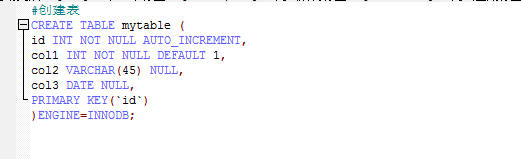 #创建表
CREATE TABLE mytable (
id INT NOT NULL AUTO_INCREMENT,
col1 INT NOT NULL DEFAULT 1,
col2 VARCHAR(45) NULL,
col3 DATE NULL,
PRIMARY KEY(`id`)
)ENGINE=INNODB;